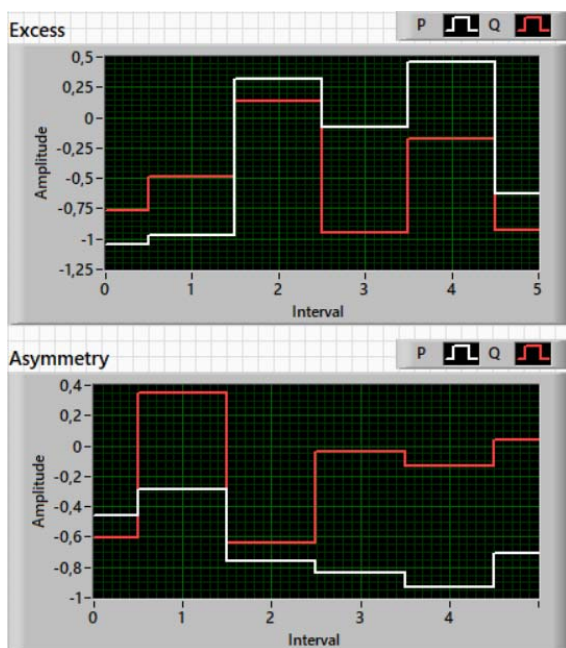 Excess
P Q
0,5
0,25
0
-0,25
-0,5
-0,75
-1
-1,25
Amplitude
0 1 2 3 4 5
Interval
Asymmetry
P Q
0,4
0,2
0
-0,2
-0,4
-0,6
-0,8
-1
Amplitude
0 1 2 3 4
Interval